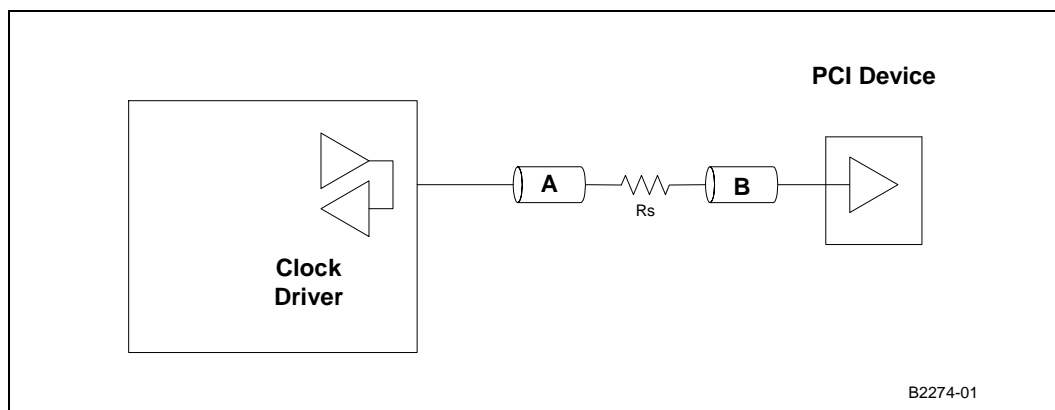 PCI Device
A
B
Rs
Clock
Driver
B2274-01